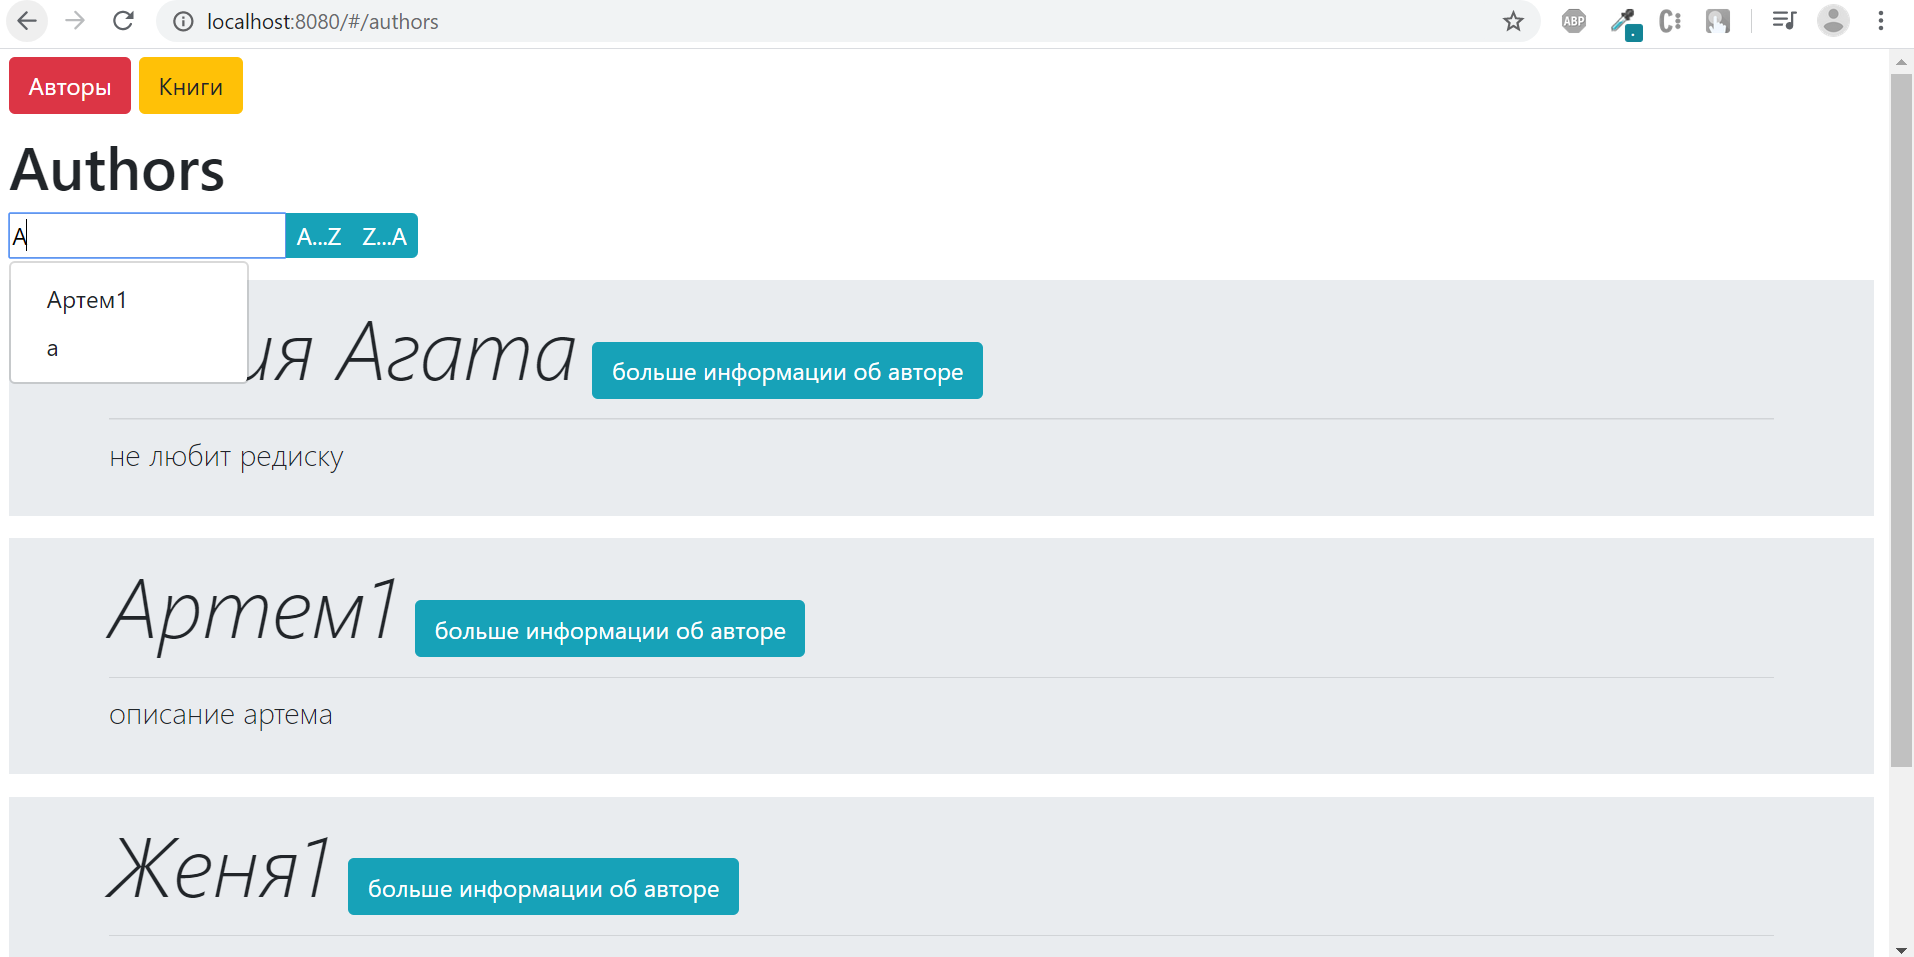 localhost:8080/#/authors
ABP
Авторы Книги
Authors
А A...Z Z...A
Артем1
а
ия Агата больше информации об авторе
не любит редиску
Артем1 больше информации об авторе
описание артема
Женя1 больше информации об авторе